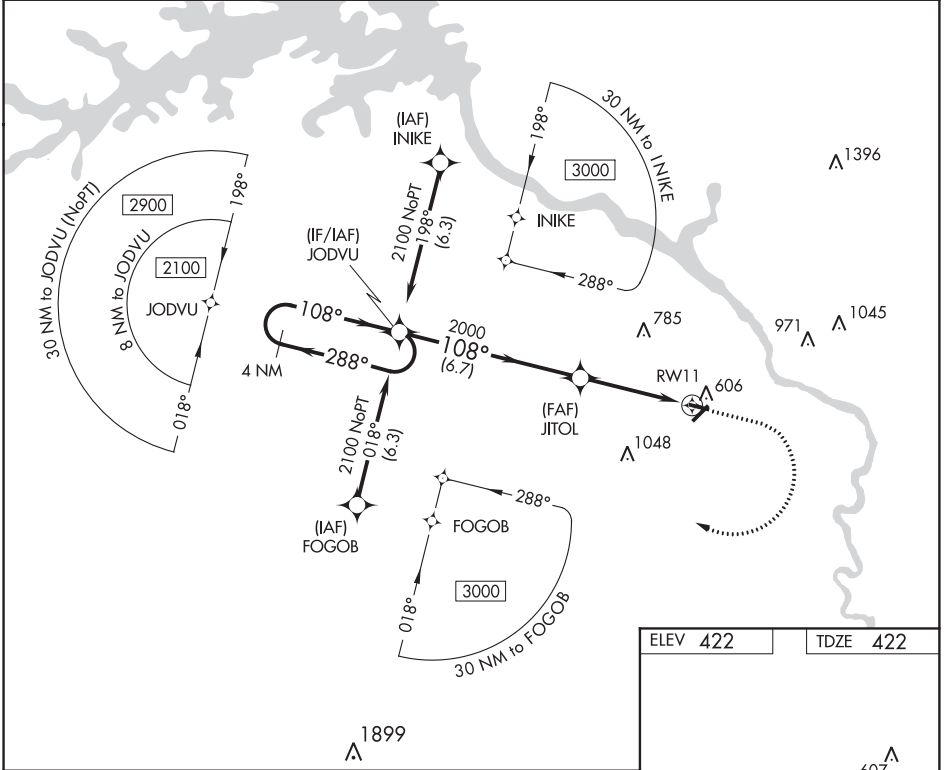 (IAF)
INIKE
198°
30 NM to INIKE
3000
INIKE
288°
1396
30 NM to JODVU (NoPT)
2900
198°
8 NM to JODVU
2100
JODVU
018°
(IF/IAF)
JODVU
2100 NoPT
198°
(6.3)
108°
288°
4 NM
2000
108°
(6.7)
785
971
1045
RW11
606
(FAF)
JITOL
1048
2100 NoPT
018°
(6.3)
(IAF)
FOGOB
288°
FOGOB
018°
3000
30 NM to FOGOB
1899
ELEV 422
TDZE 422
607